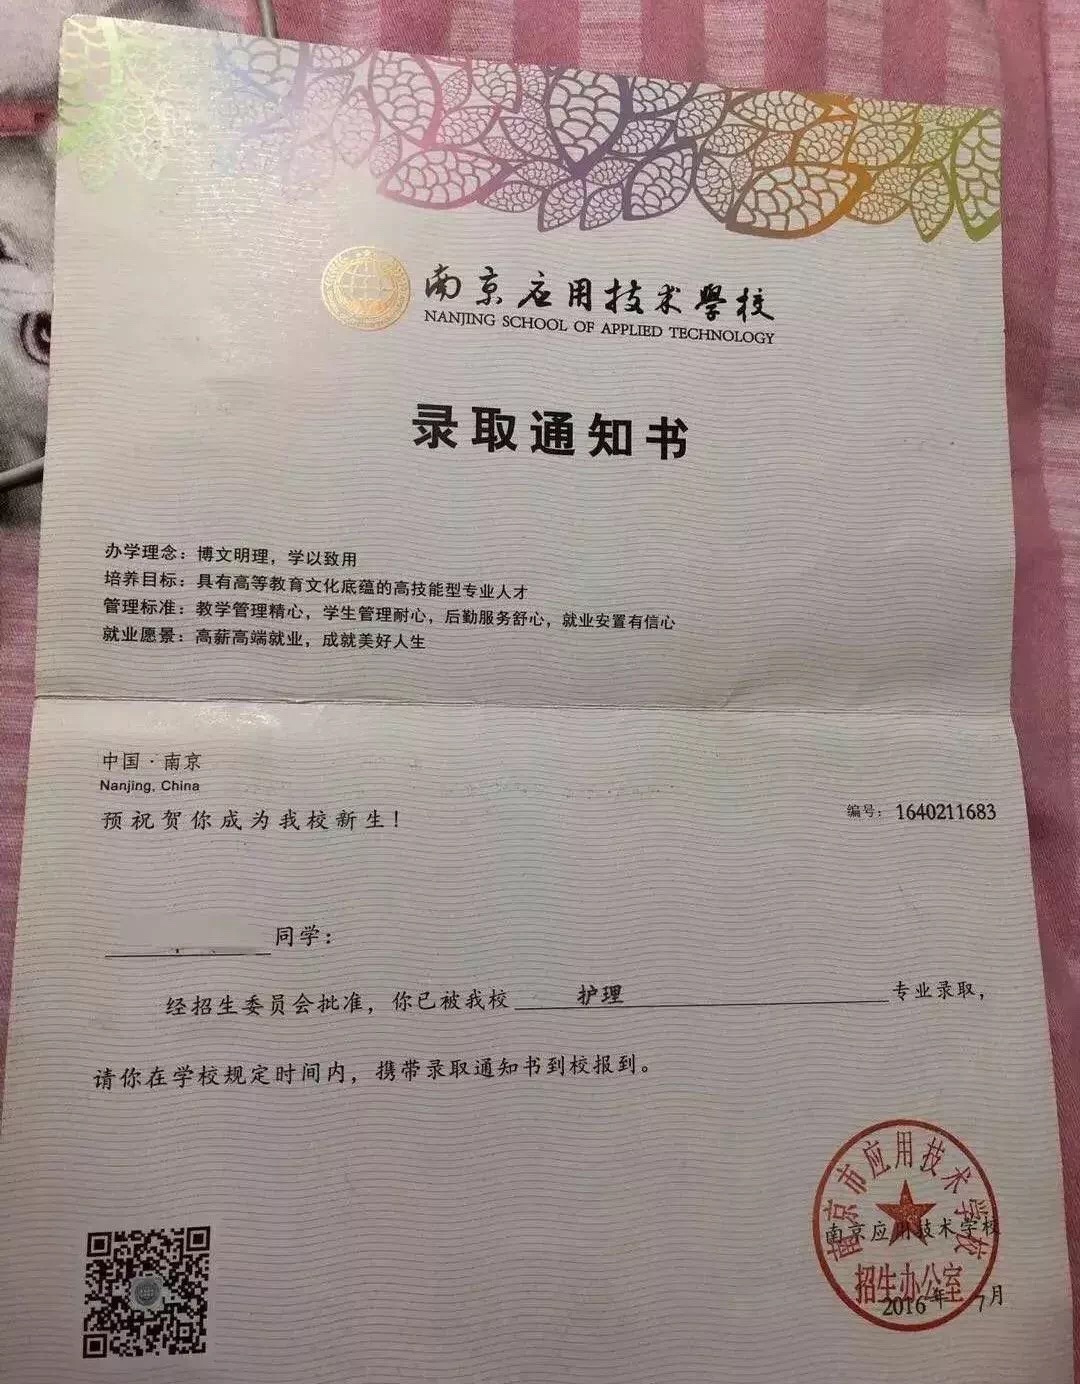 南京应用技术學校
NANJING SCHOOL OF APPLIED TECHNOLOGY
录取通知书
办学理念：博文明理，学以致用
培养目标：具有高等教育文化底蕴的高技能型专业人才
管理标准：教学管理精心，学生管理耐心，后勤服务舒心，就业安置有信心
就业愿景：高薪高端就业，成就美好人生
中国·南京
Nanjing, China
预祝贺你成为我校新生！
编号：1640211683
同学：
经招生委员会批准，你已被我校 护理 专业录取，
请你在学校规定时间内，携带录取通知书到校报到。
南京市应用技术学校
南京应用技术学校
招生办公室
2016年 7月